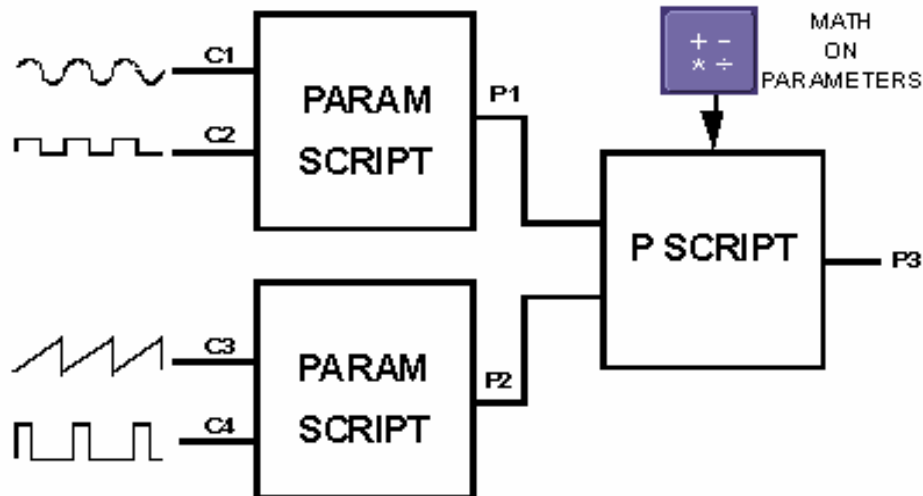 C1
C2
PARAM
SCRIPT
P1
+ -
* ÷
MATH
ON
PARAMETERS
P SCRIPT
P3
C3
C4
PARAM
SCRIPT
P2